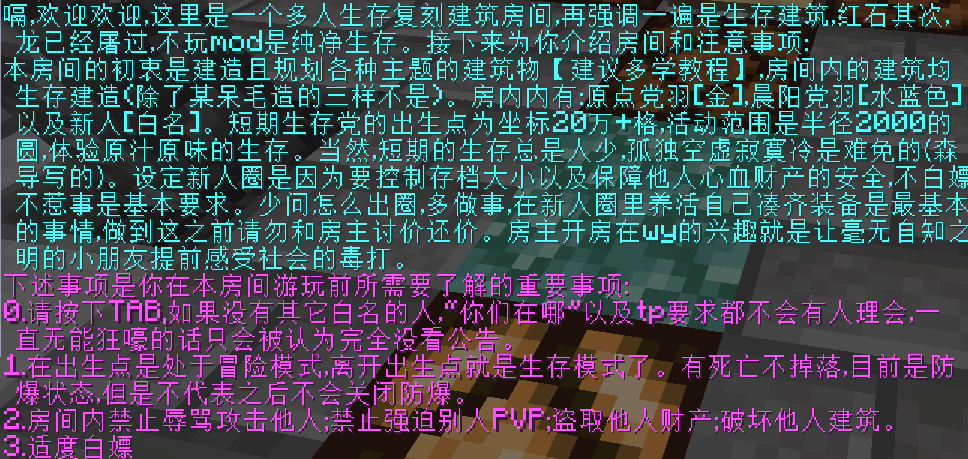 嗝,欢迎欢迎,这里是一个多人生存复刻建筑房间,再强调一遍是生存建筑,红石其次,
龙已经屠过,不玩mod是纯净生存。接下来为你介绍房间和注意事项:
本房间的初衷是建造且规划各种主题的建筑物【建议多学教程】,房间内的建筑均
生存建造(除了某呆毛造的三样不是)。房内内有,原点党羽[金],晨阳党羽[水蓝色]
以及新人[白名]。短期生存党的出生点为坐标20万+格,活动范围是半径2000的
圆,体验原汁原味的生存。当然,短期的生存总是人少,孤独空虚寂寞冷是难免的(森
导写的)。设定新人圈是因为要控制存档大小以及保障他人心血财产的安全,不白嫖
不惹事是基本要求。少问怎么出圈,多做事,在新人圈里养活自己凑齐装备是最基本
的事情,做到这之前请勿和房主讨价还价。房主开房在wy的兴趣就是让毫无自知之
明的小朋友提前感受社会的毒打。
下述事项是你在本房间游玩前所需要了解的重要事项:
0.请按下TAB,如果没有其它白名的人,"你们在哪"以及tp要求都不会有人理会,一
直无能狂嚎的话只会被认为完全没看公告。
1.在出生点是处于冒险模式,离开出生点就是生存模式了。有死亡不掉落,目前是防
爆状态,但是不代表之后不会关闭防爆。
2.房间内禁止辱骂攻击他人;禁止强迫别人PVP;盗取他人财产;破坏他人建筑。
3.适度白嫖